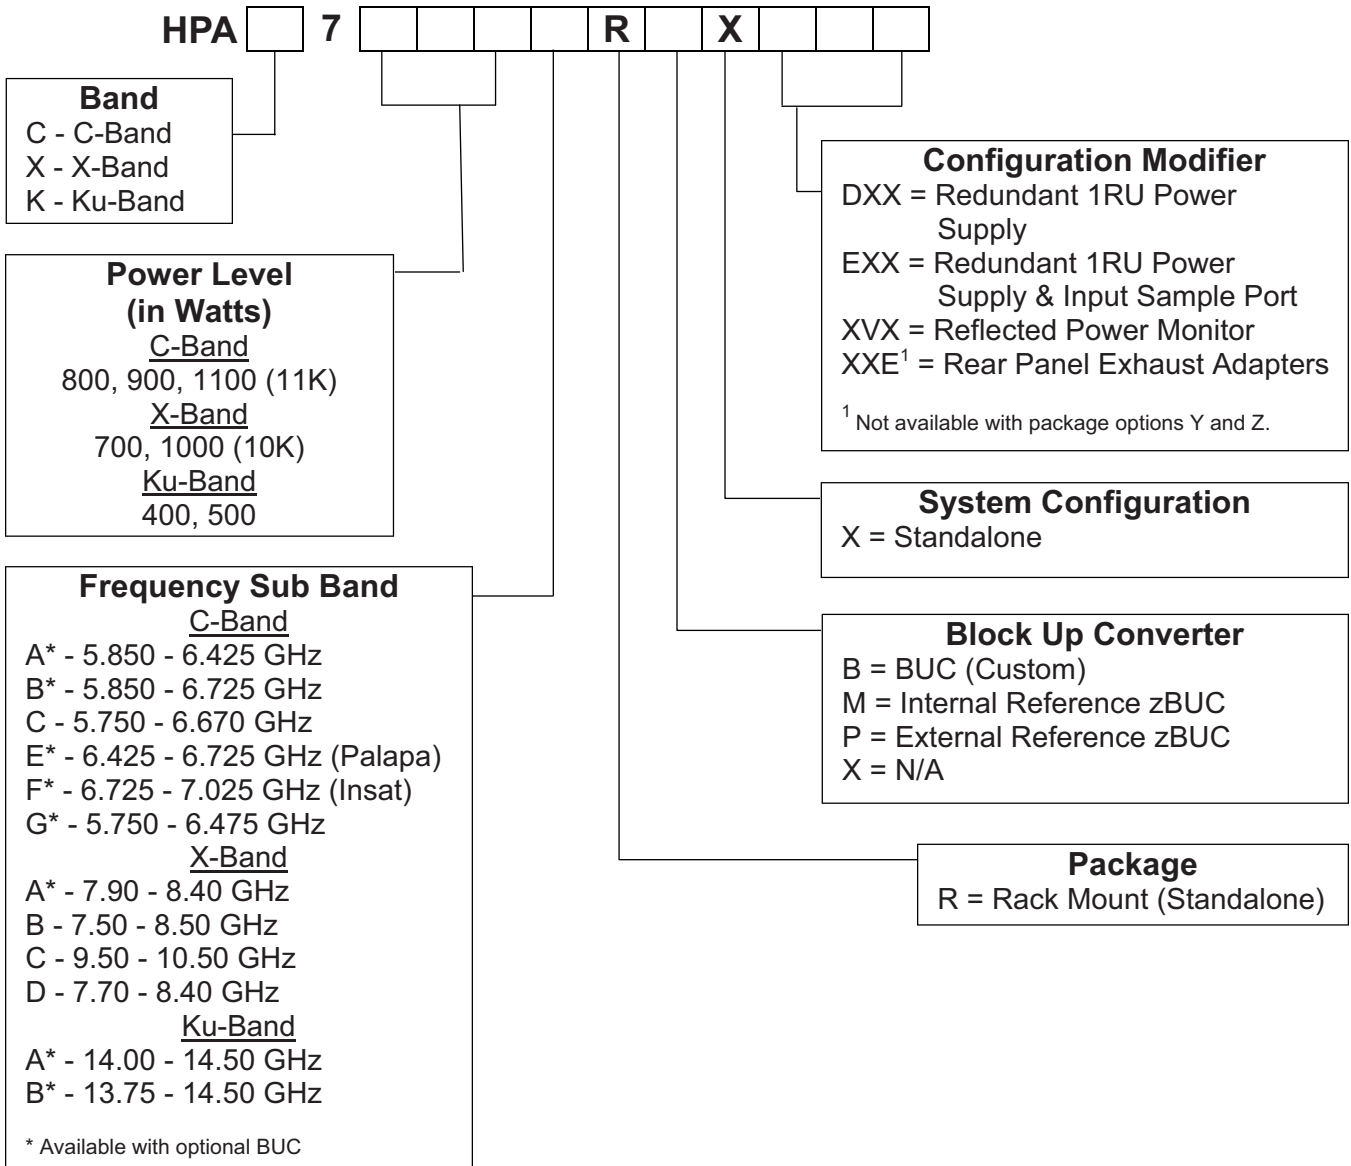 HPA 7 R X
Band
C - C-Band
X - X-Band
K - Ku-Band
Power Level
(in Watts)
C-Band
800, 900, 1100 (11K)
X-Band
700, 1000 (10K)
Ku-Band
400, 500
Frequency Sub Band
C-Band
A* - 5.850 - 6.425 GHz
B* - 5.850 - 6.725 GHz
C - 5.750 - 6.670 GHz
E* - 6.425 - 6.725 GHz (Palapa)
F* - 6.725 - 7.025 GHz (Insat)
G* - 5.750 - 6.475 GHz
X-Band
A* - 7.90 - 8.40 GHz
B - 7.50 - 8.50 GHz
C - 9.50 - 10.50 GHz
D - 7.70 - 8.40 GHz
Ku-Band
A* - 14.00 - 14.50 GHz
B* - 13.75 - 14.50 GHz
* Available with optional BUC
Configuration Modifier
DXX = Redundant 1RU Power
Supply
EXX = Redundant 1RU Power
Supply & Input Sample Port
XVX = Reflected Power Monitor
XXE¹ = Rear Panel Exhaust Adapters
¹ Not available with package options Y and Z.
System Configuration
X = Standalone
Block Up Converter
B = BUC (Custom)
M = Internal Reference zBUC
P = External Reference zBUC
X = N/A
Package
R = Rack Mount (Standalone)